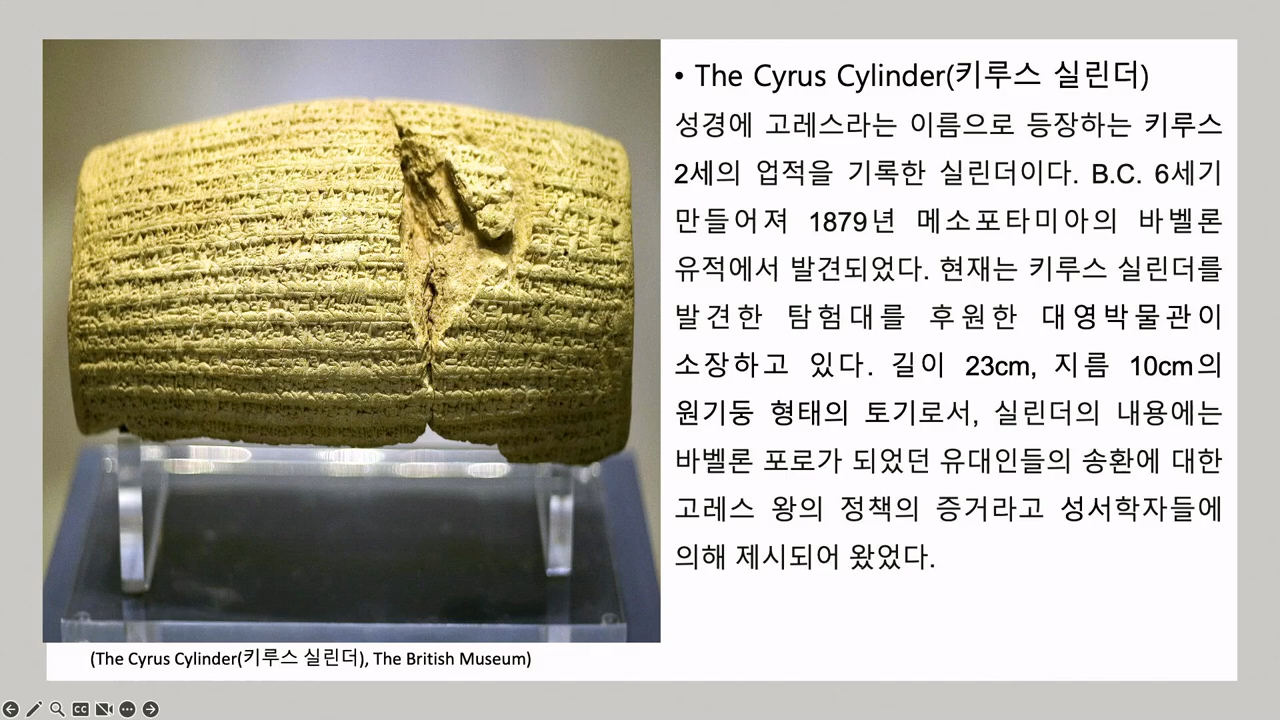 • The Cyrus Cylinder(키루스 실린더)
성경에 고레스라는 이름으로 등장하는 키루스
2세의 업적을 기록한 실린더이다. B.C. 6세기
만들어져 1879년 메소포타미아의 바벨론
유적에서 발견되었다. 현재는 키루스 실린더를
발견한 탐험대를 후원한 대영박물관이
소장하고 있다. 길이 23cm, 지름 10cm의
원기둥 형태의 토기로서, 실린더의 내용에는
바벨론 포로가 되었던 유대인들의 송환에 대한
고레스 왕의 정책의 증거라고 성서학자들에
의해 제시되어 왔었다.
(The Cyrus Cylinder(키루스 실린더), The British Museum)
CC